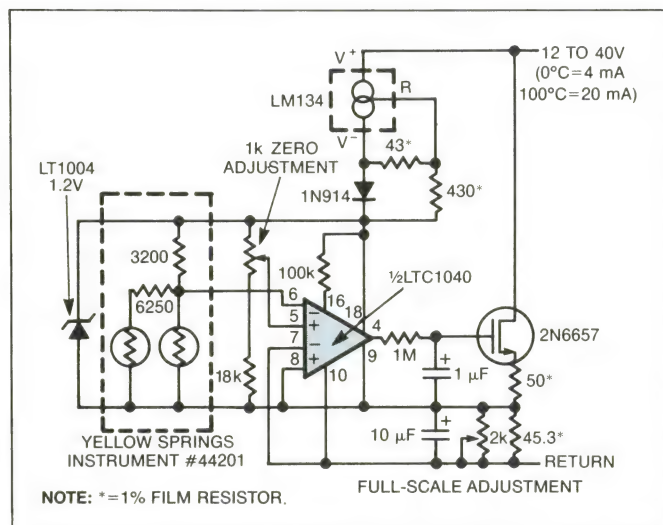 V+
12 TO 40V
(0°C=4 mA
100°C=20 mA)
LM134
R
V−
1k ZERO
ADJUSTMENT
43*
LT1004
1.2V
1N914
430*
3200
100k
½LTC1040
6250
6
16
18
5
4
7
2N6657
8
9
1M
10
50*
18k
1 µF
10 µF
2k
45.3*
YELLOW SPRINGS
INSTRUMENT #44201
RETURN
FULL-SCALE ADJUSTMENT
NOTE: *=1% FILM RESISTOR.